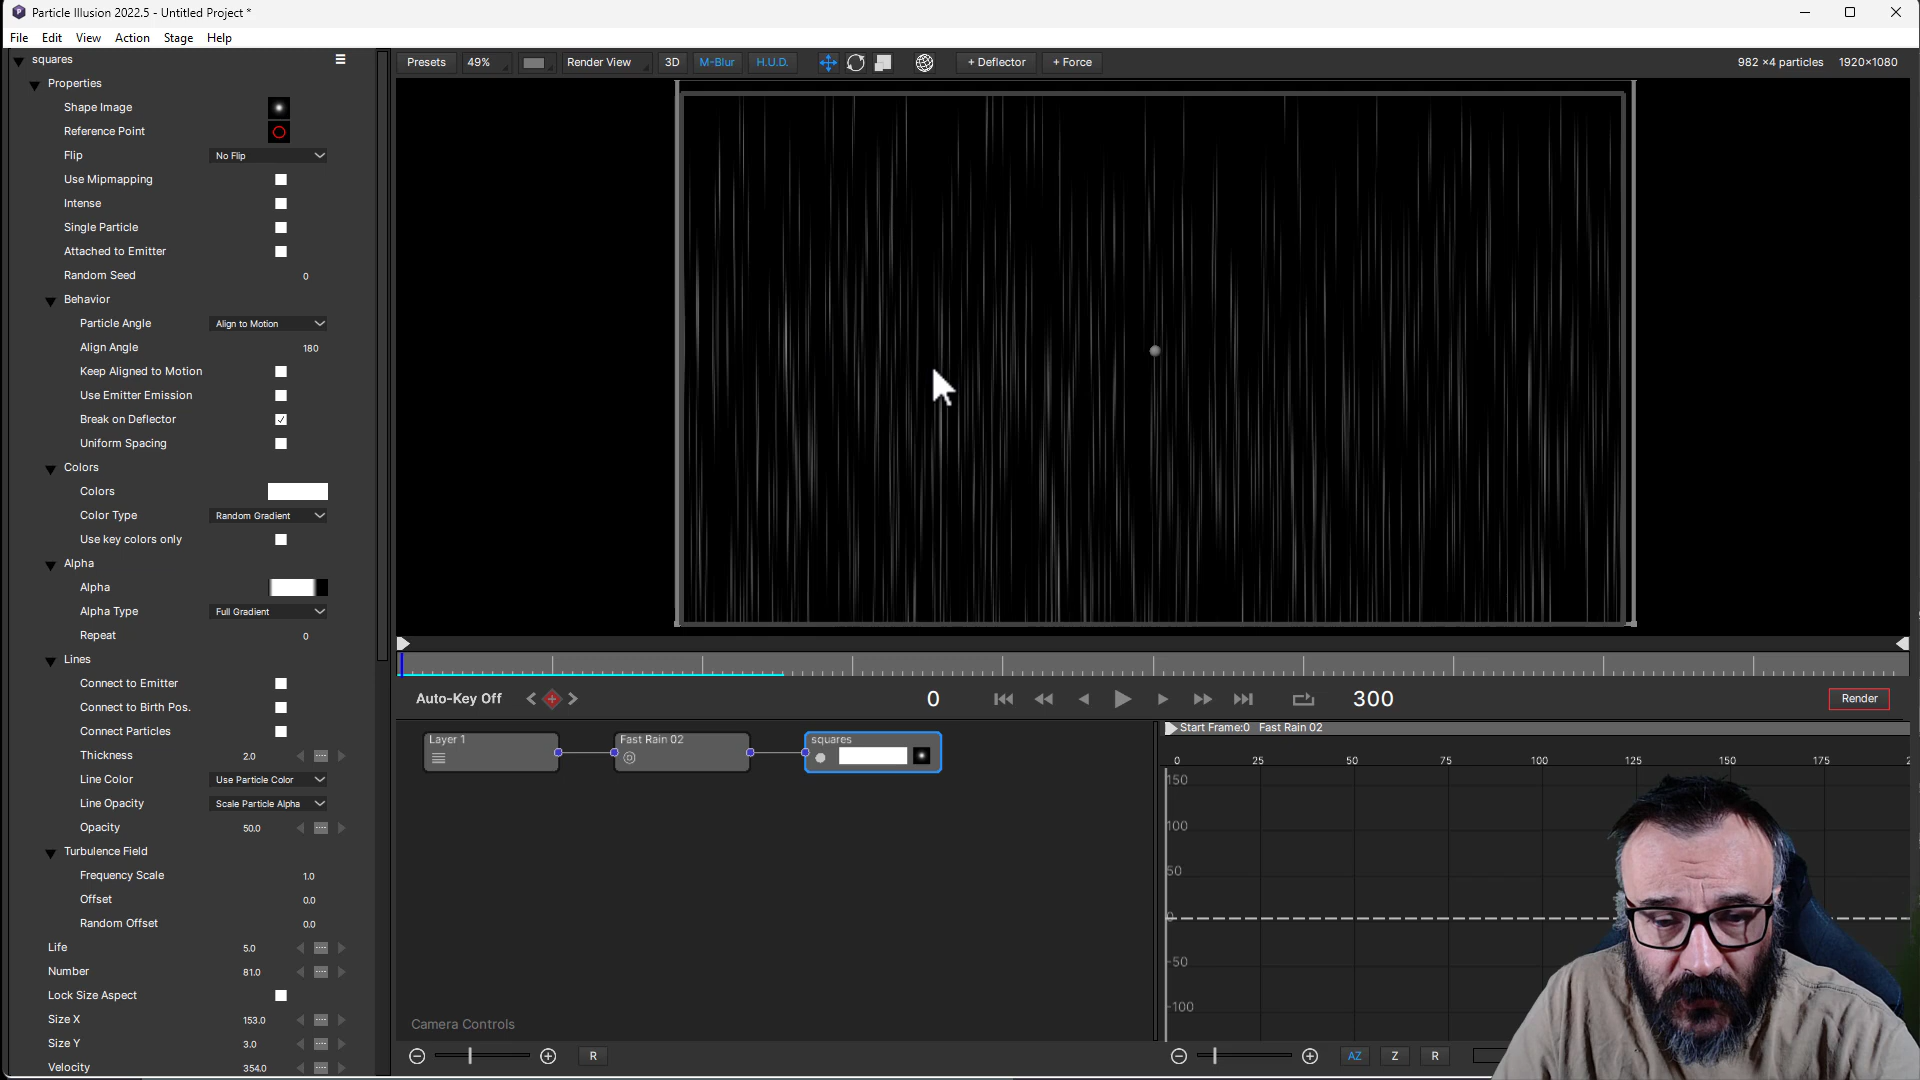 Particle Illusion 2022.5 - Untitled Project *
File Edit View Action Stage Help
squares
Properties
Shape Image
Reference Point
Flip No Flip
Use Mipmapping
Intense
Single Particle
Attached to Emitter
Random Seed 0
Behavior
Particle Angle Align to Motion
Align Angle 180
Keep Aligned to Motion
Use Emitter Emission
Break on Deflector
Uniform Spacing
Colors
Colors
Color Type Random Gradient
Use key colors only
Alpha
Alpha
Alpha Type Full Gradient
Repeat 0
Lines
Connect to Emitter
Connect to Birth Pos.
Connect Particles
Thickness 2.0
Line Color Use Particle Color
Line Opacity Scale Particle Alpha
Opacity 50.0
Turbulence Field
Frequency Scale 1.0
Offset 0.0
Random Offset 0.0
Life 5.0
Number 81.0
Lock Size Aspect
Size X 153.0
Size Y 3.0
Velocity 354.0
Presets 49% Render View 3D M-Blur H.U.D. + Deflector + Force 982 ×4 particles 1920×1080
Auto-Key Off 0 300 Render
Layer 1 Fast Rain 02 squares
Camera Controls
R
Start Frame:0 Fast Rain 02
0 25 50 75 100 125 150 175
150
100
50
0
-50
-100
AZ Z R